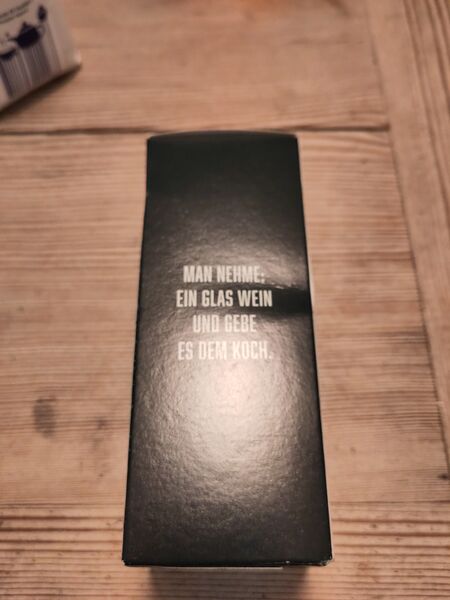 MAN NEHME:
EIN GLAS WEIN
UND GEBE
ES DEM KOCH.